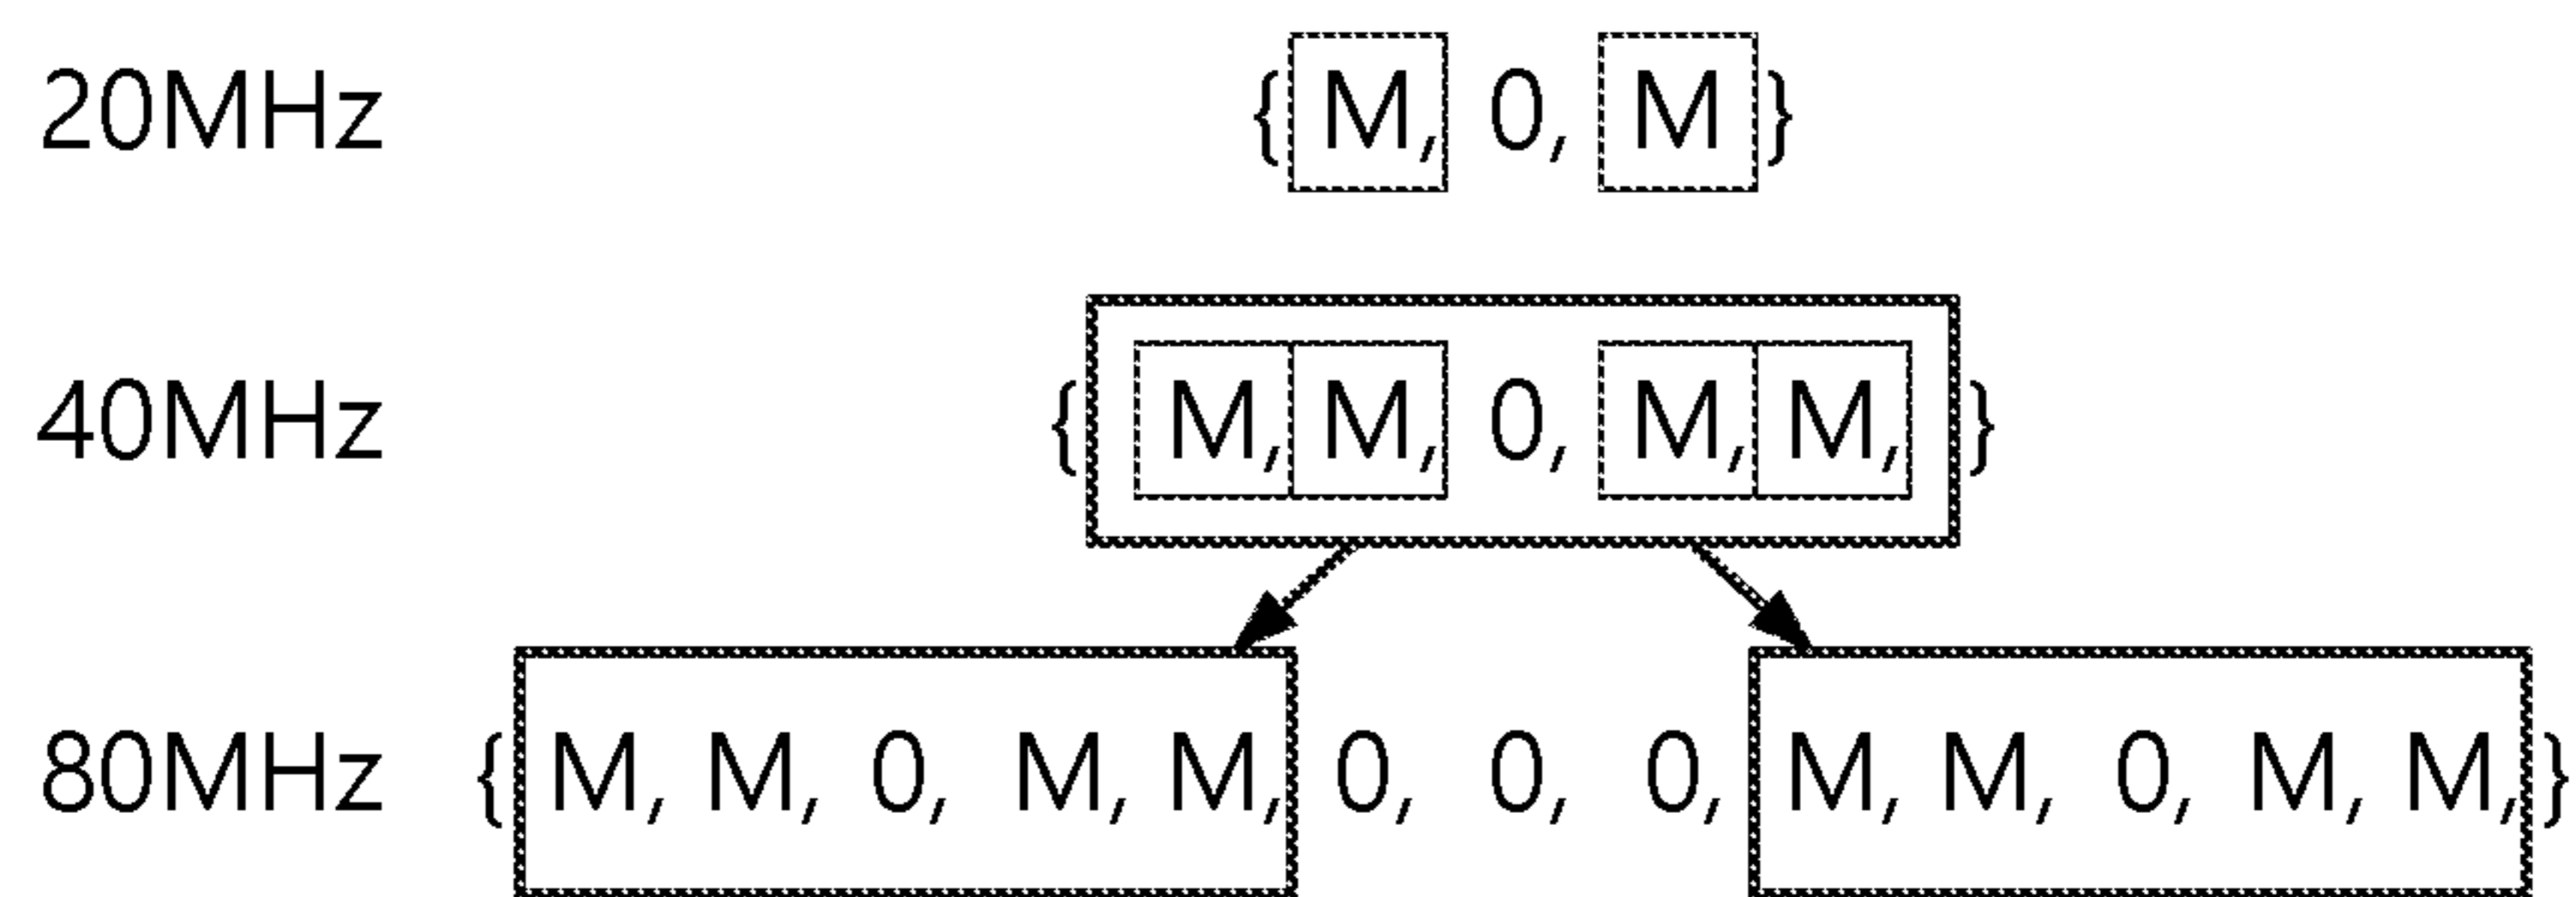 20MHz {M, 0, M}
40MHz {M, M, 0, M, M,}
80MHz {M, M, 0, M, M, 0, 0, 0, M, M, 0, M, M,}